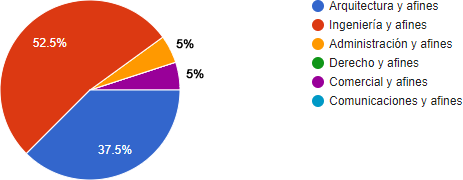 52.5%
5%
5%
37.5%
Arquitectura y afines
Ingeniería y afines
Administración y afines
Derecho y afines
Comercial y afines
Comunicaciones y afines